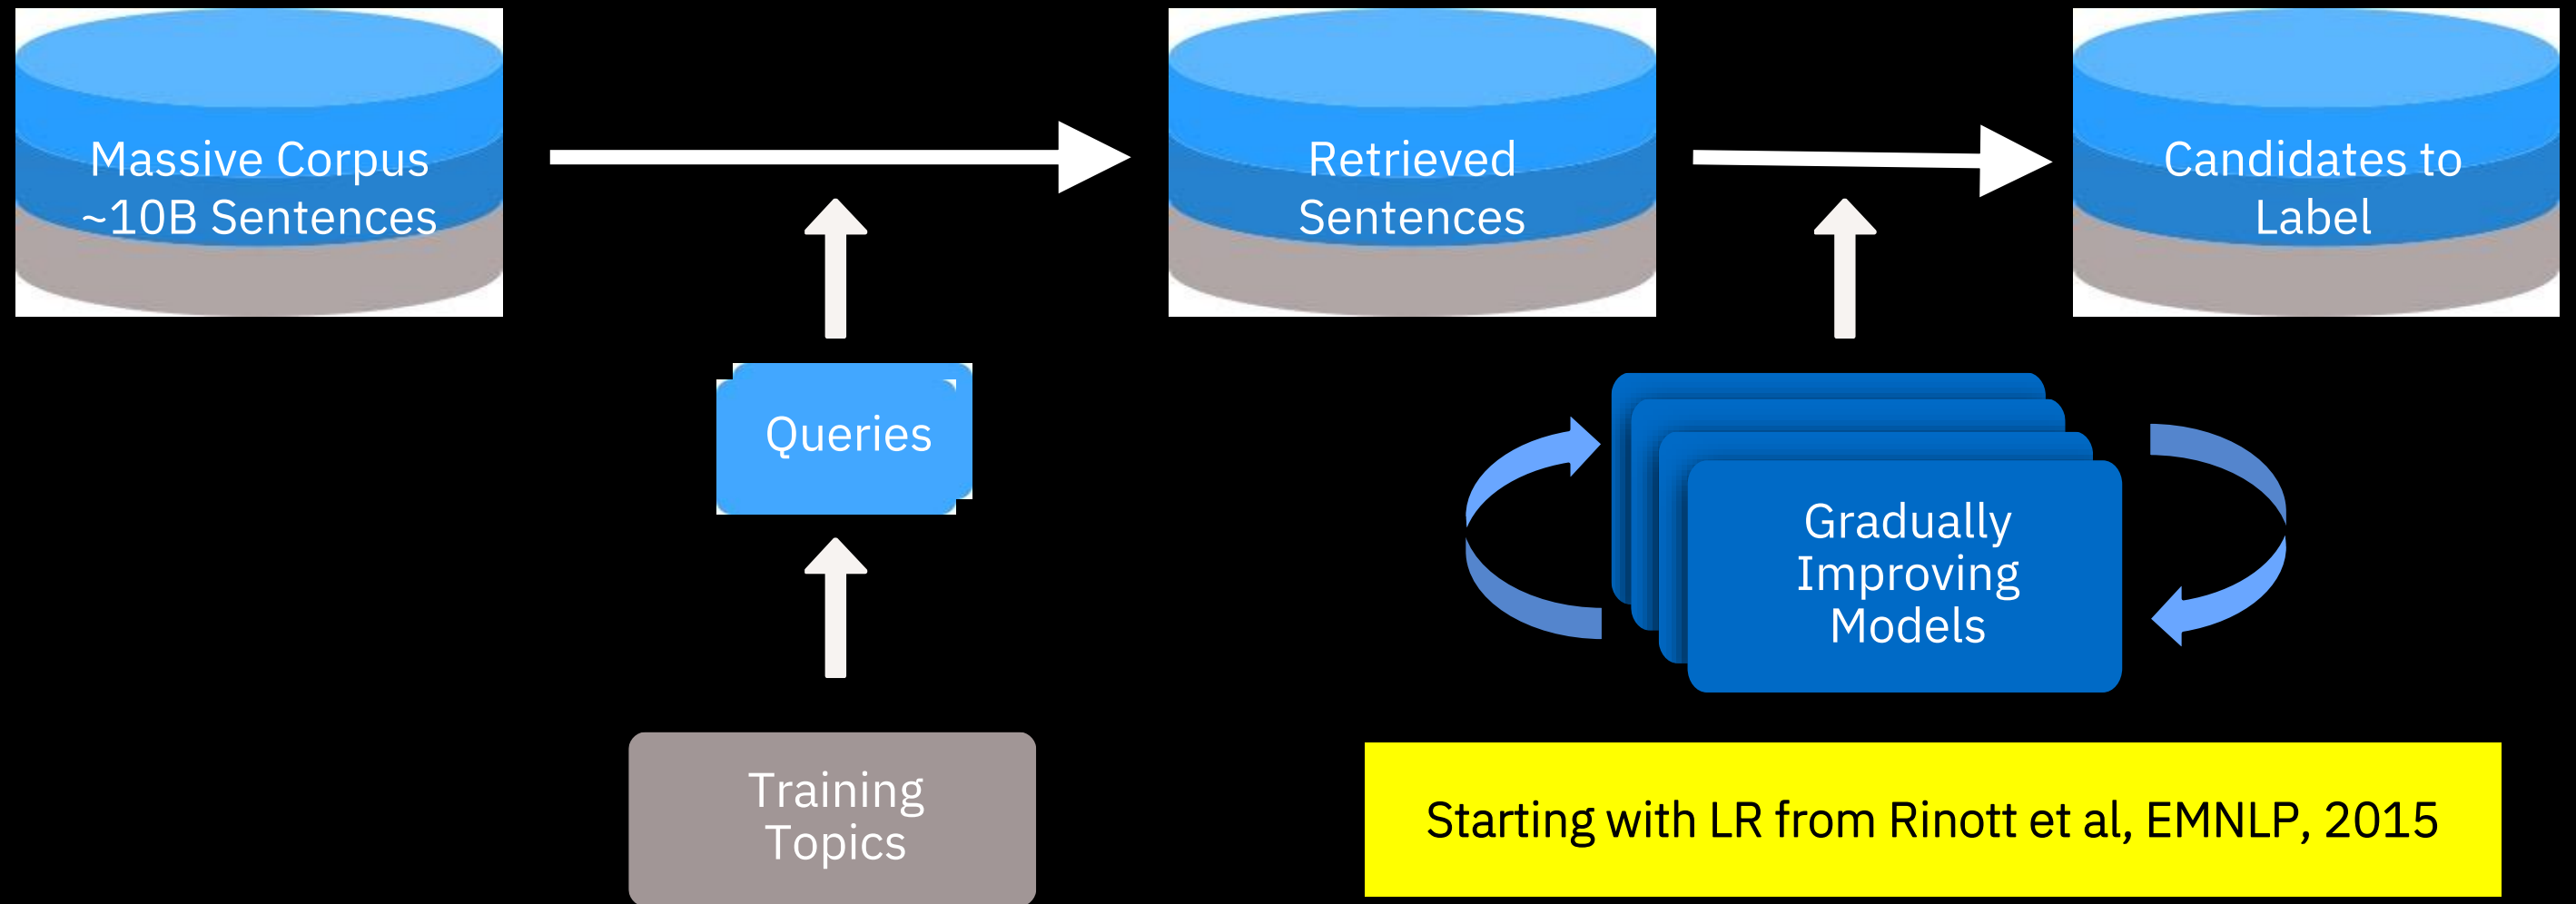 Massive Corpus
~10B Sentences
Retrieved
Sentences
Candidates to
Label
Queries
Gradually
Improving
Models
Training
Topics
Starting with LR from Rinott et al, EMNLP, 2015